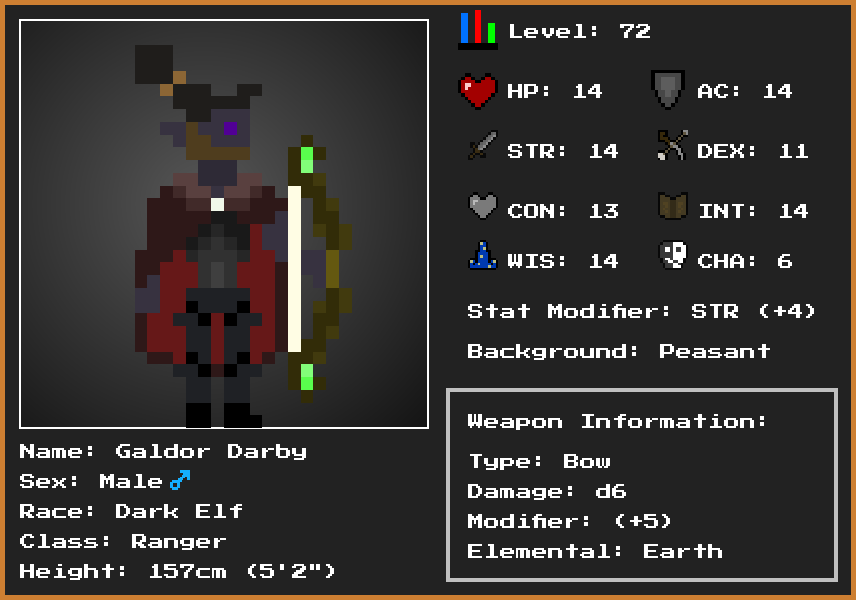 Level: 72
HP: 14 AC: 14
STR: 14 DEX: 11
CON: 13 INT: 14
WIS: 14 CHA: 6
Stat Modifier: STR (+4)
Background: Peasant
Weapon Information:
Type: Bow
Damage: d6
Modifier: (+5)
Elemental: Earth
Name: Galdor Darby
Sex: Male ♂
Race: Dark Elf
Class: Ranger
Height: 157cm (5'2")